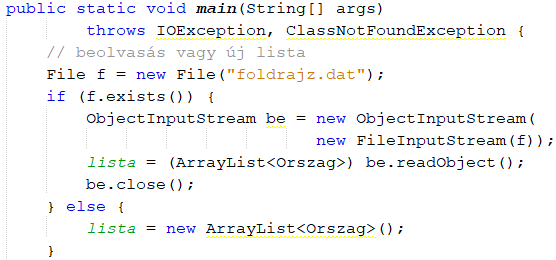 public static void main(String[] args)
throws IOException, ClassNotFoundException {
// beolvasás vagy új lista
File f = new File("foldrajz.dat");
if (f.exists()) {
ObjectInputStream be = new ObjectInputStream(
new FileInputStream(f));
lista = (ArrayList<Orszag>) be.readObject();
be.close();
} else {
lista = new ArrayList<Orszag>();
}